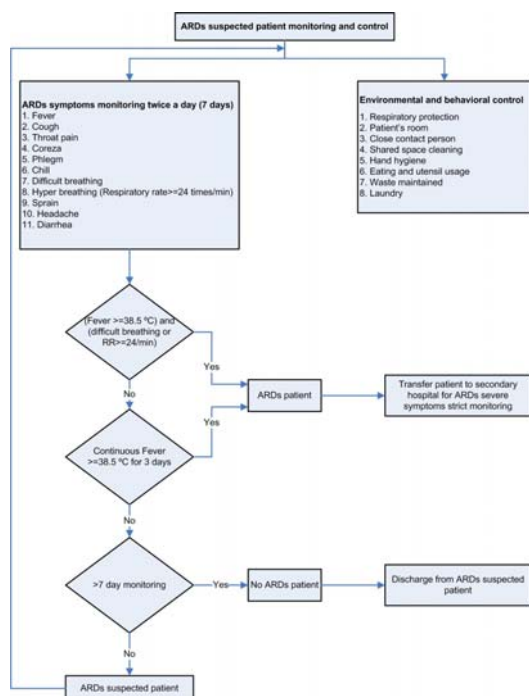 ARDs suspected patient monitoring and control
ARDs symptoms monitoring twice a day (7 days)
1. Fever
2. Cough
3. Throat pain
4. Coreza
5. Phlegm
6. Chill
7. Difficult breathing
8. Hyper breathing (Respiratory rate>=24 times/min)
9. Sprain
10. Headache
11. Diarrhea
Environmental and behavioral control
1. Respiratory protection
2. Patient's room
3. Close contact person
4. Shared space cleaning
5. Hand hygiene
6. Eating and utensil usage
7. Waste maintained
8. Laundry
(Fever >=38.5 ºC) and
(difficult breathing or
RR>=24/min)
Yes
No
ARDs patient
Transfer patient to secondary
hospital for ARDs severe
symptoms strict monitoring
Yes
Continuous Fever
>=38.5 ºC for 3 days
No
>7 day monitoring
Yes
No ARDs patient
Discharge from ARDs suspected
patient
No
ARDs suspected patient